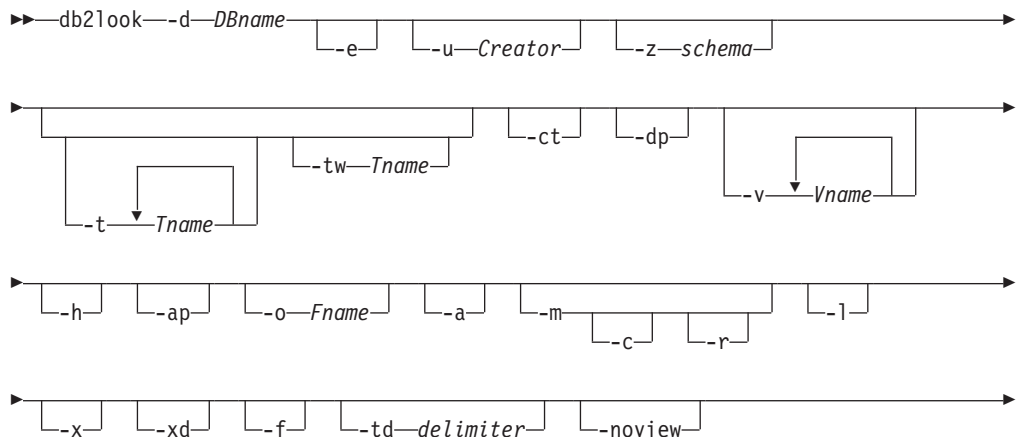 db2look -d DBname -e -u Creator -z schema
-t Tname -tw Tname -ct -dp -v Vname
-h -ap -o Fname -a -m -c -r -l
-x -xd -f -td delimiter -noview